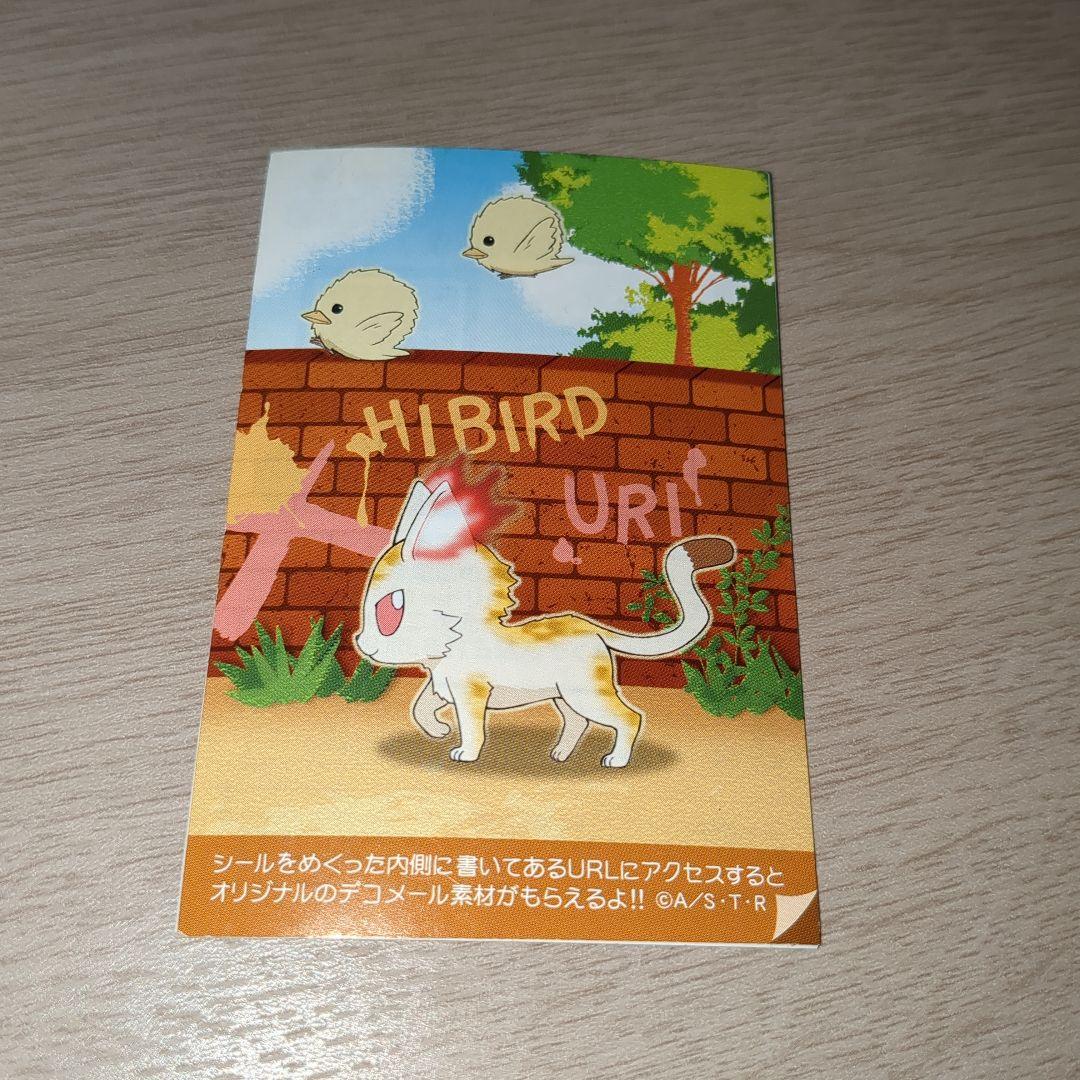 HIBIRD
URI
シールをめくった内側に書いてあるURLにアクセスすると
オリジナルのデコメール素材がもらえるよ!! ©A/S・T・R